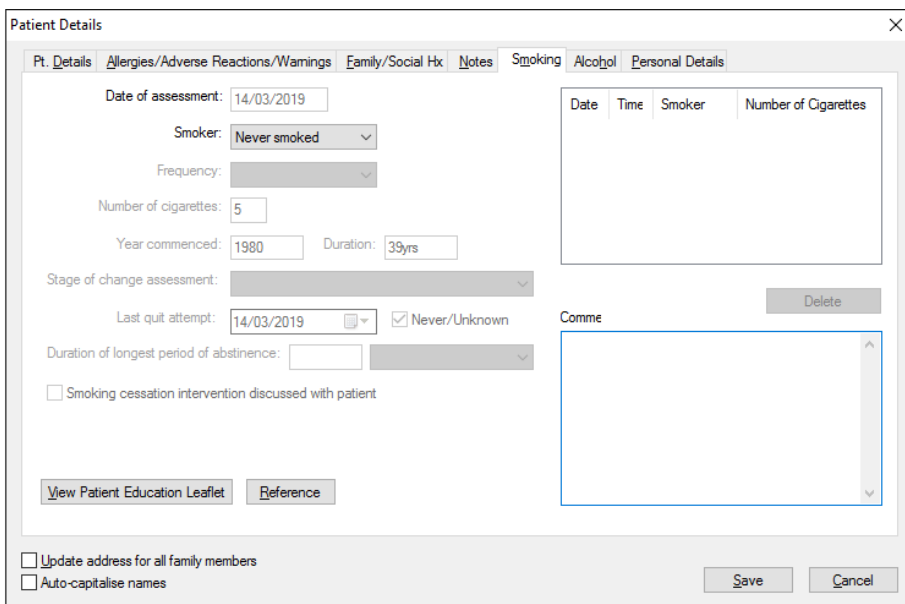 Patient Details
Pt. Details Allergies/Adverse Reactions/Warnings Family/Social Hx Notes Smoking Alcohol Personal Details
Date of assessment: 14/03/2019
Smoker: Never smoked
Frequency:
Number of cigarettes: 5
Year commenced: 1980 Duration: 39yrs
Stage of change assessment:
Last quit attempt: 14/03/2019 Never/Unknown
Duration of longest period of abstinence:
Smoking cessation intervention discussed with patient
View Patient Education Leaflet Reference
Date Time Smoker Number of Cigarettes
Delete
Comme
Update address for all family members
Auto-capitalise names
Save Cancel